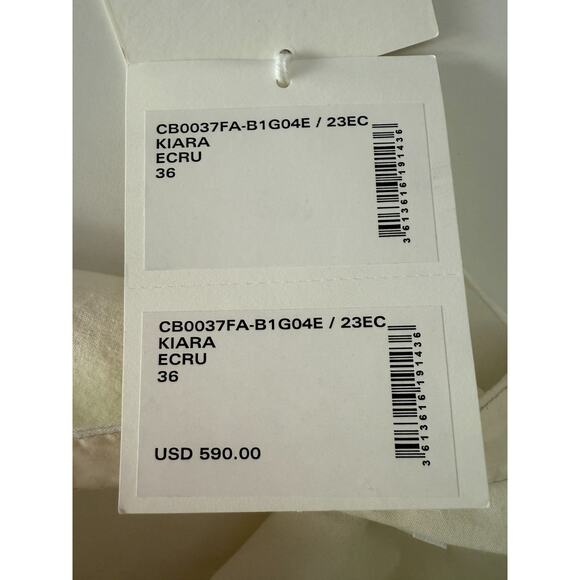 CB0037FA-B1G04E / 23EC
KIARA
ECRU
36
3613616191436
CB0037FA-B1G04E / 23EC
KIARA
ECRU
36
USD 590.00
3613616191436